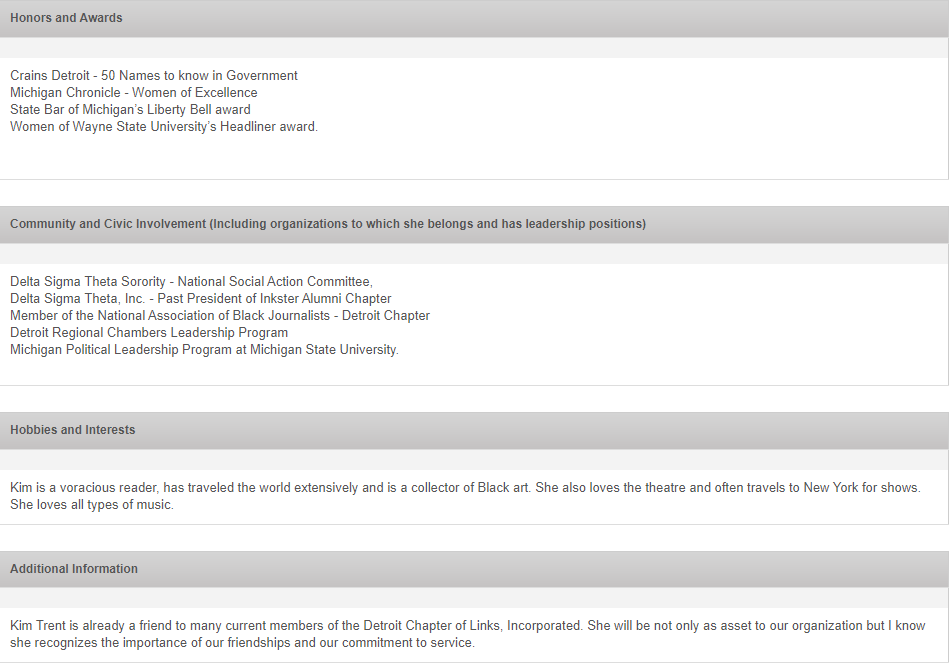 Honors and Awards
Crains Detroit - 50 Names to know in Government
Michigan Chronicle - Women of Excellence
State Bar of Michigan’s Liberty Bell award
Women of Wayne State University’s Headliner award.
Community and Civic Involvement (Including organizations to which she belongs and has leadership positions)
Delta Sigma Theta Sorority - National Social Action Committee,
Delta Sigma Theta, Inc. - Past President of Inkster Alumni Chapter
Member of the National Association of Black Journalists - Detroit Chapter
Detroit Regional Chambers Leadership Program
Michigan Political Leadership Program at Michigan State University.
Hobbies and Interests
Kim is a voracious reader, has traveled the world extensively and is a collector of Black art. She also loves the theatre and often travels to New York for shows.
She loves all types of music.
Additional Information
Kim Trent is already a friend to many current members of the Detroit Chapter of Links, Incorporated. She will be not only as asset to our organization but I know
she recognizes the importance of our friendships and our commitment to service.